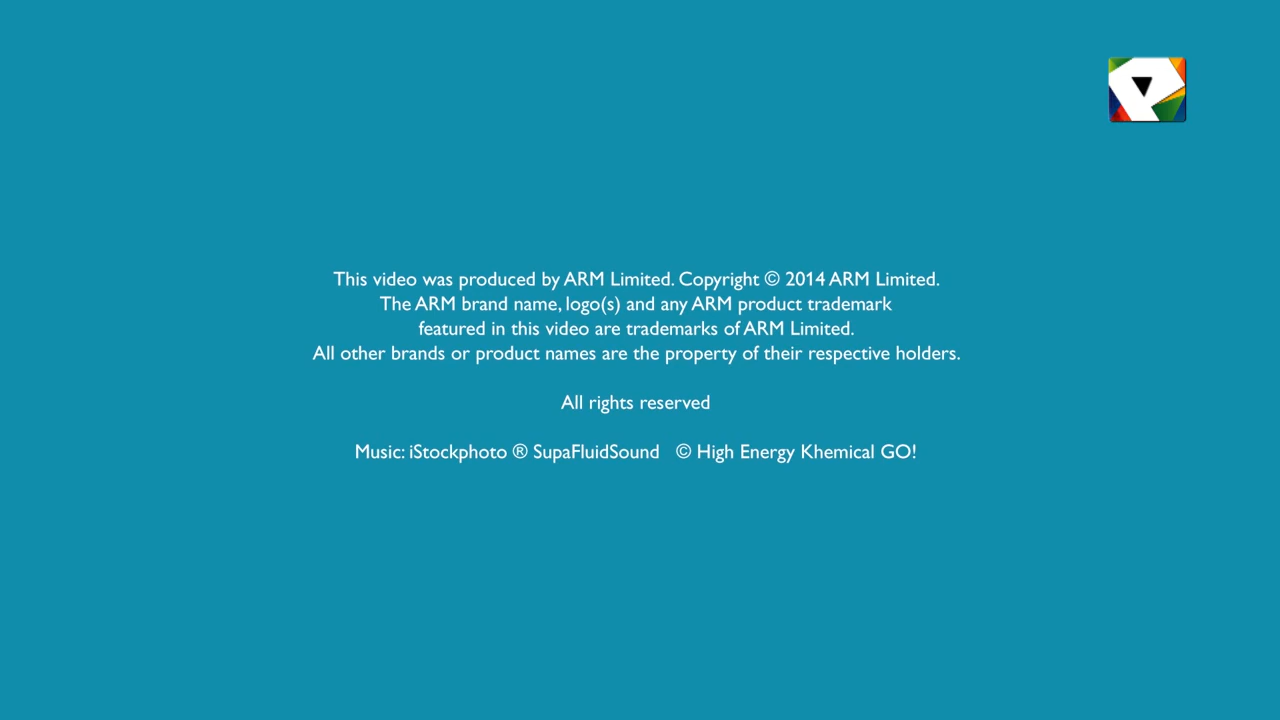 This video was produced by ARM Limited. Copyright © 2014 ARM Limited.
The ARM brand name, logo(s) and any ARM product trademark
featured in this video are trademarks of ARM Limited.
All other brands or product names are the property of their respective holders.
All rights reserved
Music: iStockphoto ® SupaFluidSound © High Energy Khemical GO!